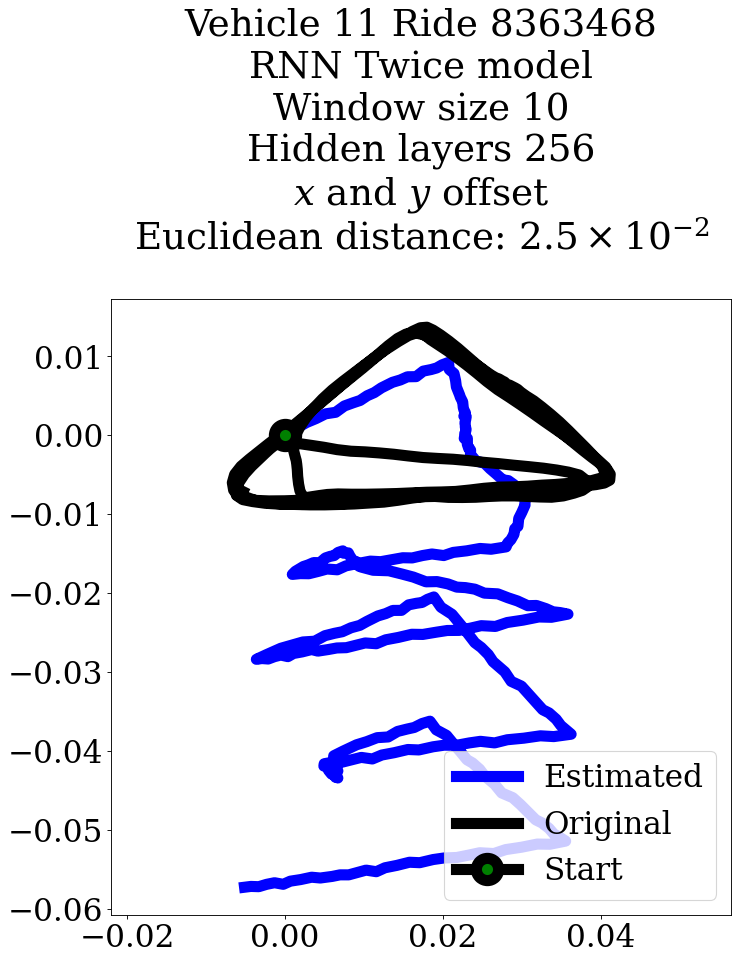 Vehicle 11 Ride 8363468
RNN Twice model
Window size 10
Hidden layers 256
x and y offset
Euclidean distance: 2.5 × 10⁻²
0.01
0.00
−0.01
−0.02
−0.03
−0.04
−0.05
−0.06
Estimated
Original
Start
−0.02 0.00 0.02 0.04